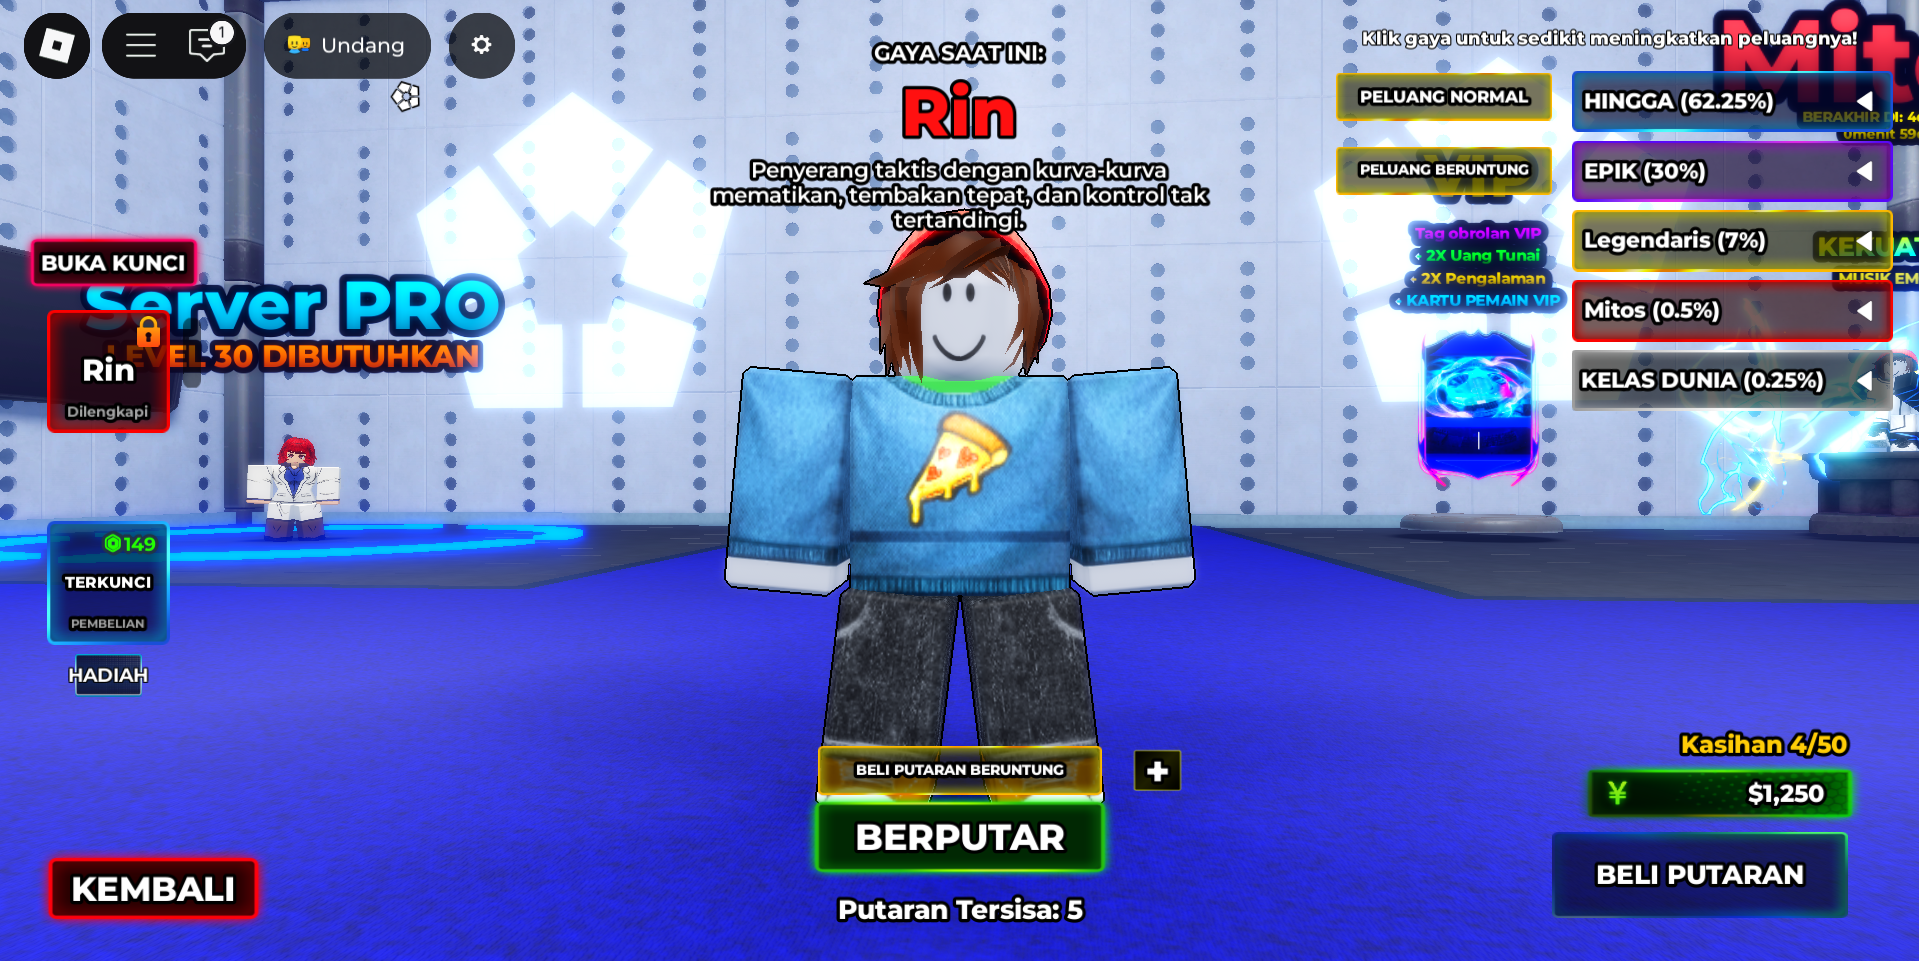 1
Undang
GAYA SAAT INI:
Rin
Penyerang taktis dengan kurva-kurva
mematikan, tembakan tepat, dan kontrol tak
tertandingi.
Klik gaya untuk sedikit meningkatkan peluangnya!
PELUANG NORMAL
PELUANG BERUNTUNG
HINGGA (62.25%)
EPIK (30%)
Legendaris (7%)
Mitos (0.5%)
KELAS DUNIA (0.25%)
BERAKHIR DI:
VIP
Tag obrolan VIP
+ 2X Uang Tunai
+ 2X Pengalaman
+ KARTU PEMAIN VIP
BUKA KUNCI
Server PRO
LEVEL 30 DIBUTUHKAN
Rin
Dilengkapi
149
TERKUNCI
PEMBELIAN
HADIAH
KEMBALI
BELI PUTARAN BERUNTUNG
+
BERPUTAR
Putaran Tersisa: 5
Kasihan 4/50
¥ $1,250
BELI PUTARAN